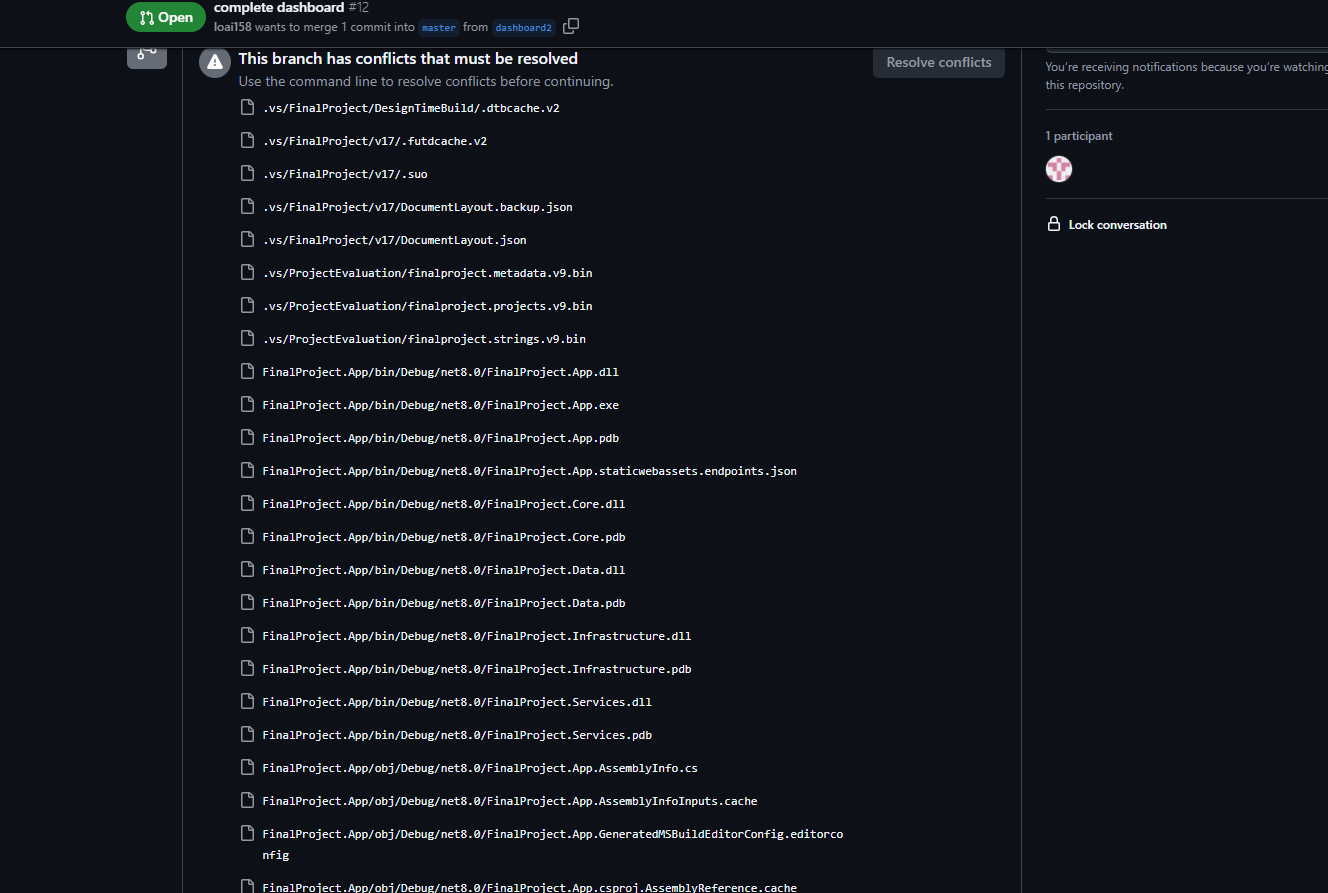 Open
complete dashboard #12
loai158 wants to merge 1 commit into master from dashboard2
This branch has conflicts that must be resolved
Use the command line to resolve conflicts before continuing.
Resolve conflicts
.vs/FinalProject/DesignTimeBuild/.dtbcache.v2
.vs/FinalProject/v17/.futdcache.v2
.vs/FinalProject/v17/.suo
.vs/FinalProject/v17/DocumentLayout.backup.json
.vs/FinalProject/v17/DocumentLayout.json
.vs/ProjectEvaluation/finalproject.metadata.v9.bin
.vs/ProjectEvaluation/finalproject.projects.v9.bin
.vs/ProjectEvaluation/finalproject.strings.v9.bin
FinalProject.App/bin/Debug/net8.0/FinalProject.App.dll
FinalProject.App/bin/Debug/net8.0/FinalProject.App.exe
FinalProject.App/bin/Debug/net8.0/FinalProject.App.pdb
FinalProject.App/bin/Debug/net8.0/FinalProject.App.staticwebassets.endpoints.json
FinalProject.App/bin/Debug/net8.0/FinalProject.Core.dll
FinalProject.App/bin/Debug/net8.0/FinalProject.Core.pdb
FinalProject.App/bin/Debug/net8.0/FinalProject.Data.dll
FinalProject.App/bin/Debug/net8.0/FinalProject.Data.pdb
FinalProject.App/bin/Debug/net8.0/FinalProject.Infrastructure.dll
FinalProject.App/bin/Debug/net8.0/FinalProject.Infrastructure.pdb
FinalProject.App/bin/Debug/net8.0/FinalProject.Services.dll
FinalProject.App/bin/Debug/net8.0/FinalProject.Services.pdb
FinalProject.App/obj/Debug/net8.0/FinalProject.App.AssemblyInfo.cs
FinalProject.App/obj/Debug/net8.0/FinalProject.App.AssemblyInfoInputs.cache
FinalProject.App/obj/Debug/net8.0/FinalProject.App.GeneratedMSBuildEditorConfig.editorco
nfig
FinalProject.App/obj/Debug/net8.0/FinalProject.App.csproj.AssemblyReference.cache
You're receiving notifications because you're watching
this repository.
1 participant
Lock conversation